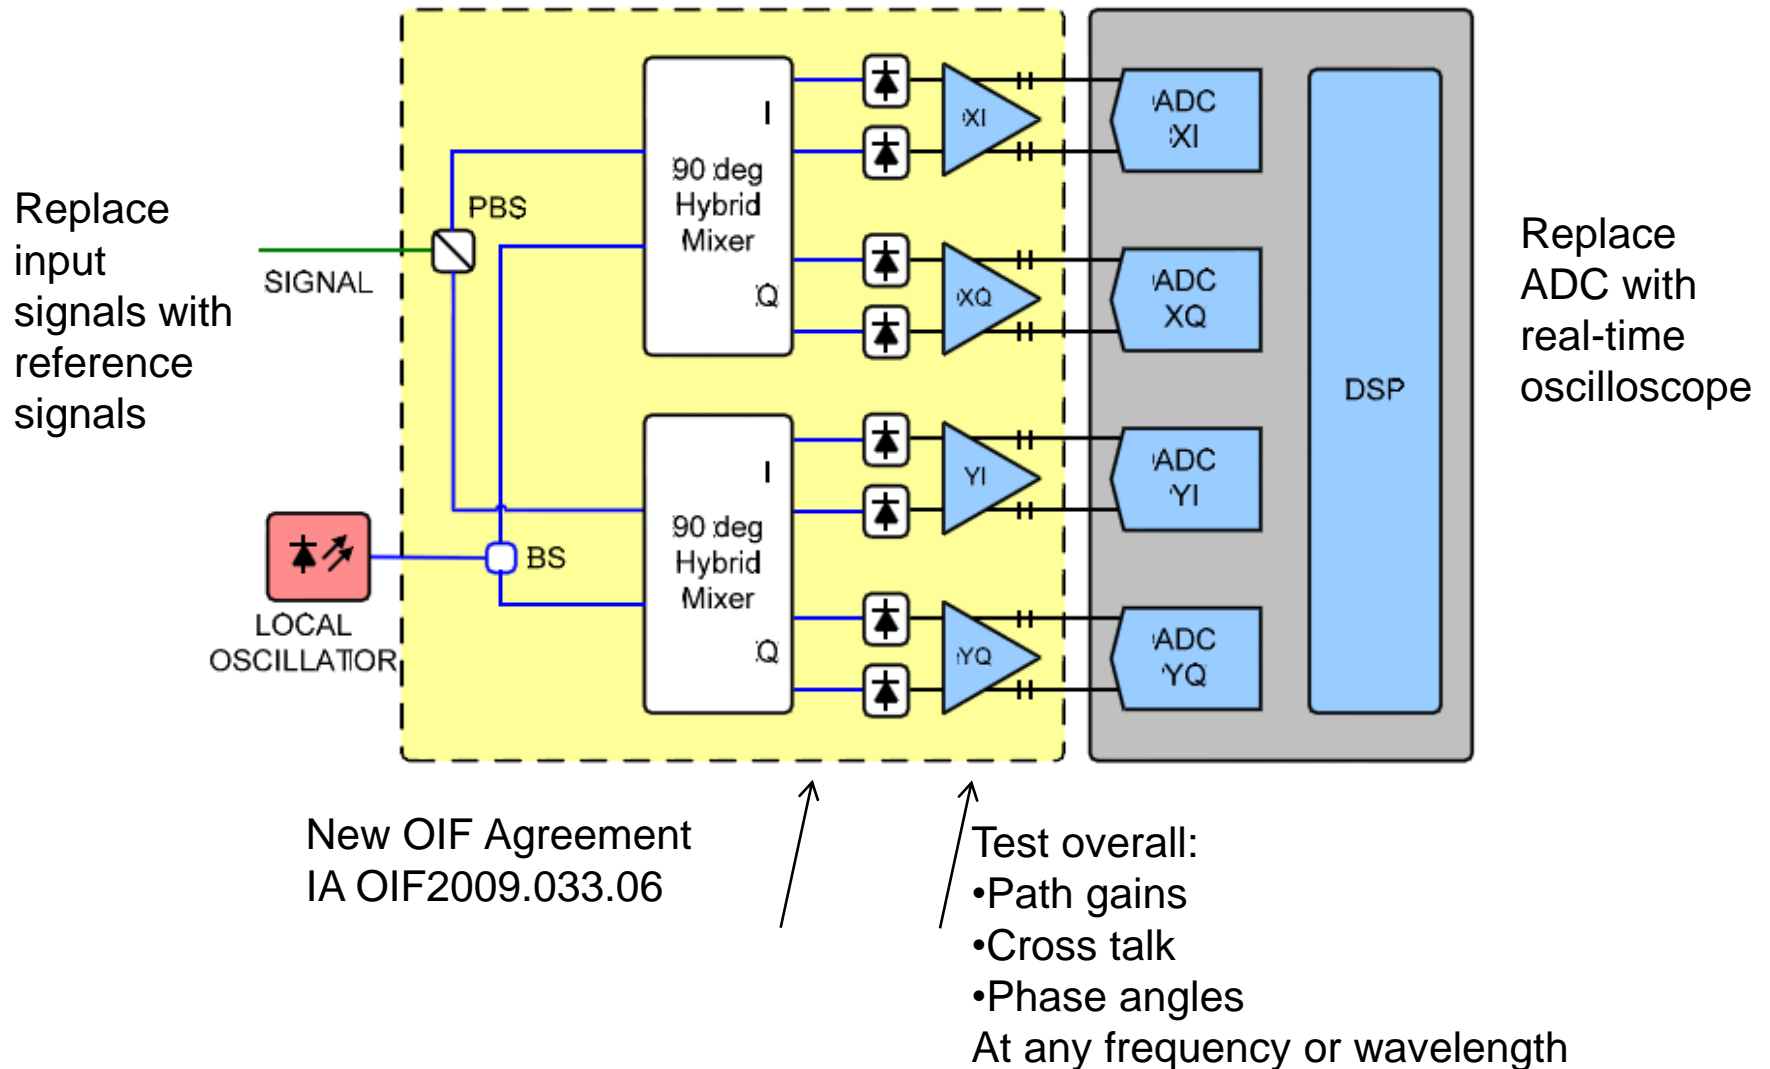 Replace
input
signals with
reference
signals
SIGNAL
PBS
LOCAL
OSCILLATOR
BS
I
90 deg
Hybrid
Mixer
Q
I
90 deg
Hybrid
Mixer
Q
XI
XQ
YI
YQ
ADC
XI
ADC
XQ
ADC
YI
ADC
YQ
DSP
Replace
ADC with
real-time
oscilloscope
New OIF Agreement
IA OIF2009.033.06
Test overall:
•Path gains
•Cross talk
•Phase angles
At any frequency or wavelength